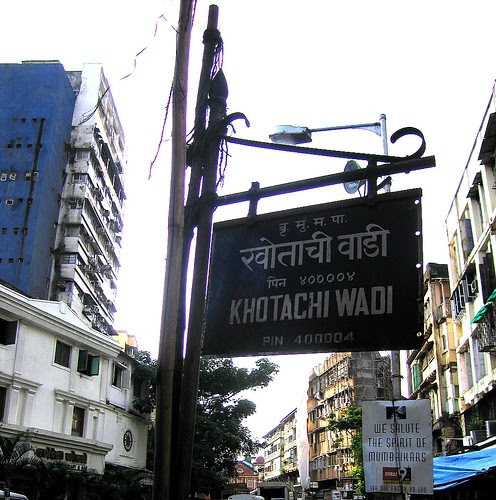 बृ. मुं. म. पा.
खोताची वाडी
पिन ४००००४
KHOTACHI WADI
PIN 400004
WE SALUTE
THE SPIRIT OF
MUMBAIKARS